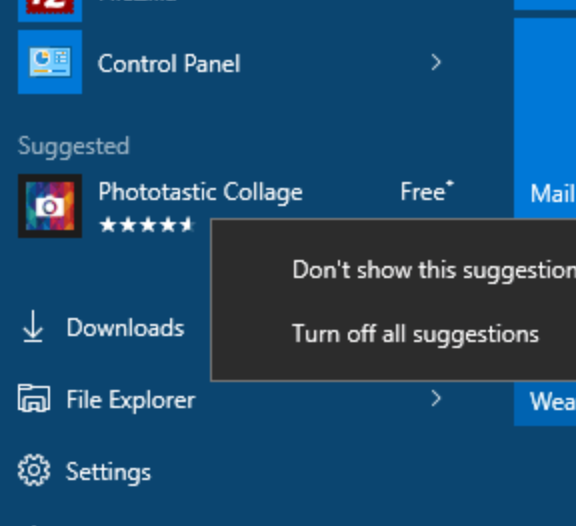 Control Panel
Suggested
Phototastic Collage Free*
Mail
Don't show this suggestion
Turn off all suggestions
Downloads
File Explorer
Wea
Settings